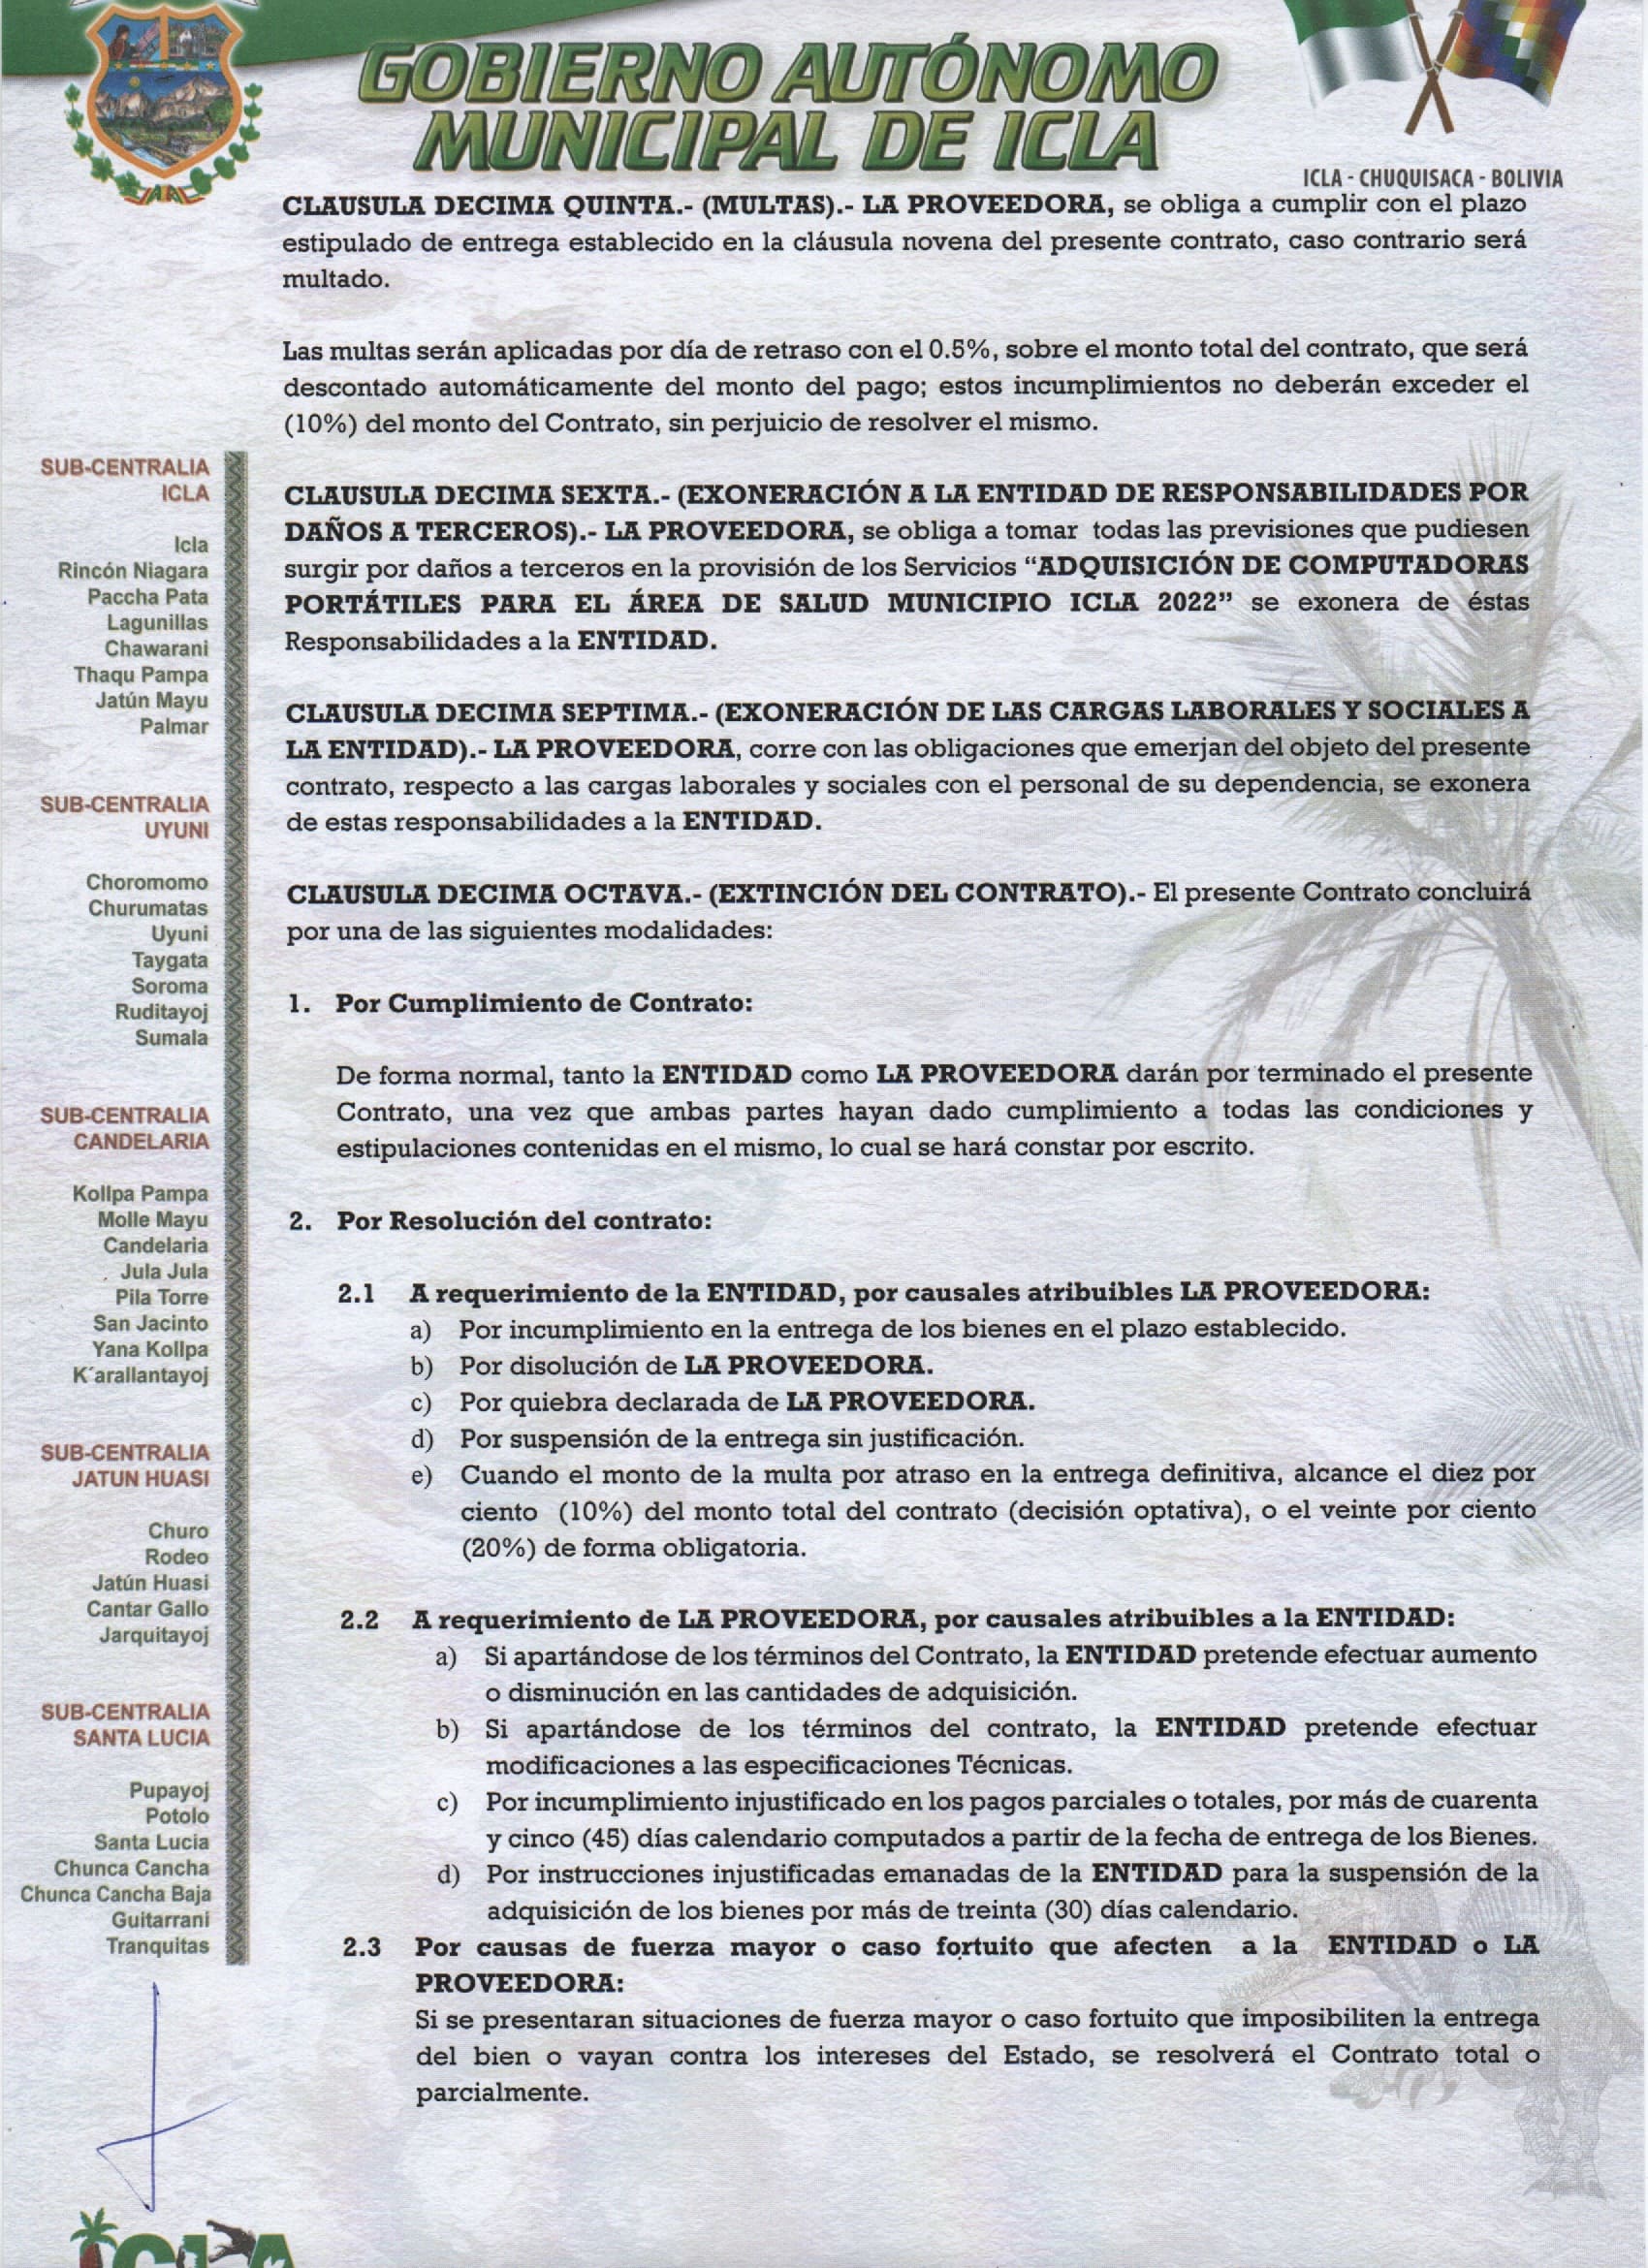 GOBIERNO AUTÓNOMO
MUNICIPAL DE ICLA
ICLA - CHUQUISACA - BOLIVIA
CLAUSULA DECIMA QUINTA.- (MULTAS).- LA PROVEEDORA, se obliga a cumplir con el plazo
estipulado de entrega establecido en la cláusula novena del presente contrato, caso contrario será
multado.
Las multas serán aplicadas por día de retraso con el 0.5%, sobre el monto total del contrato, que será
descontado automáticamente del monto del pago; estos incumplimientos no deberán exceder el
(10%) del monto del Contrato, sin perjuicio de resolver el mismo.
CLAUSULA DECIMA SEXTA.- (EXONERACIÓN A LA ENTIDAD DE RESPONSABILIDADES POR
DAÑOS A TERCEROS).- LA PROVEEDORA, se obliga a tomar todas las previsiones que pudiesen
surgir por daños a terceros en la provisión de los Servicios “ADQUISICIÓN DE COMPUTADORAS
PORTÁTILES PARA EL ÁREA DE SALUD MUNICIPIO ICLA 2022” se exonera de éstas
Responsabilidades a la ENTIDAD.
CLAUSULA DECIMA SEPTIMA.- (EXONERACIÓN DE LAS CARGAS LABORALES Y SOCIALES A
LA ENTIDAD).- LA PROVEEDORA, corre con las obligaciones que emerjan del objeto del presente
contrato, respecto a las cargas laborales y sociales con el personal de su dependencia, se exonera
de estas responsabilidades a la ENTIDAD.
CLAUSULA DECIMA OCTAVA.- (EXTINCIÓN DEL CONTRATO).- El presente Contrato concluirá
por una de las siguientes modalidades:
1. Por Cumplimiento de Contrato:
De forma normal, tanto la ENTIDAD como LA PROVEEDORA darán por terminado el presente
Contrato, una vez que ambas partes hayan dado cumplimiento a todas las condiciones y
estipulaciones contenidas en el mismo, lo cual se hará constar por escrito.
2. Por Resolución del contrato:
2.1 A requerimiento de la ENTIDAD, por causales atribuibles LA PROVEEDORA:
a) Por incumplimiento en la entrega de los bienes en el plazo establecido.
b) Por disolución de LA PROVEEDORA.
c) Por quiebra declarada de LA PROVEEDORA.
d) Por suspensión de la entrega sin justificación.
e) Cuando el monto de la multa por atraso en la entrega definitiva, alcance el diez por
ciento (10%) del monto total del contrato (decisión optativa), o el veinte por ciento
(20%) de forma obligatoria.
2.2 A requerimiento de LA PROVEEDORA, por causales atribuibles a la ENTIDAD:
a) Si apartándose de los términos del Contrato, la ENTIDAD pretende efectuar aumento
o disminución en las cantidades de adquisición.
b) Si apartándose de los términos del contrato, la ENTIDAD pretende efectuar
modificaciones a las especificaciones Técnicas.
c) Por incumplimiento injustificado en los pagos parciales o totales, por más de cuarenta
y cinco (45) días calendario computados a partir de la fecha de entrega de los Bienes.
d) Por instrucciones injustificadas emanadas de la ENTIDAD para la suspensión de la
adquisición de los bienes por más de treinta (30) días calendario.
2.3 Por causas de fuerza mayor o caso fortuito que afecten a la ENTIDAD o LA
PROVEEDORA:
Si se presentaran situaciones de fuerza mayor o caso fortuito que imposibiliten la entrega
del bien o vayan contra los intereses del Estado, se resolverá el Contrato total o
parcialmente.
SUB-CENTRALIA
ICLA
Icla
Rincón Niagara
Paccha Pata
Lagunillas
Chawarani
Thaqu Pampa
Jatún Mayu
Palmar
SUB-CENTRALIA
UYUNI
Choromomo
Churumatas
Uyuni
Taygata
Soroma
Ruditayoj
Sumala
SUB-CENTRALIA
CANDELARIA
Kollpa Pampa
Molle Mayu
Candelaria
Jula Jula
Pila Torre
San Jacinto
Yana Kollpa
K´arallantayoj
SUB-CENTRALIA
JATUN HUASI
Churo
Rodeo
Jatún Huasi
Cantar Gallo
Jarquitayoj
SUB-CENTRALIA
SANTA LUCIA
Pupayoj
Potolo
Santa Lucia
Chunca Cancha
Chunca Cancha Baja
Guitarrani
Tranquitas
ICLA